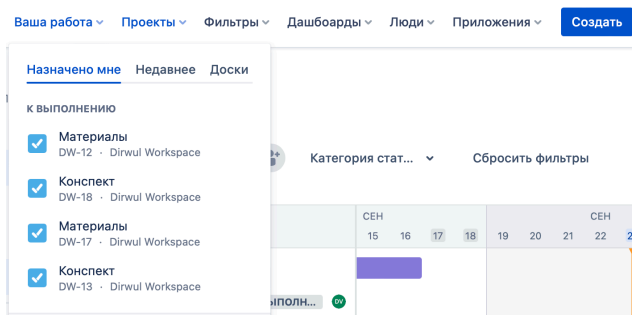 Ваша работа Проекты Фильтры Дашборды Люди Приложения Создать
Назначено мне Недавнее Доски
К ВЫПОЛНЕНИЮ
Материалы
DW-12 · Dirwul Workspace
Категория стат... Сбросить фильтры
Конспект
DW-18 · Dirwul Workspace
СЕН СЕН
Материалы
DW-17 · Dirwul Workspace
15 16 17 18 19 20 21 22
Конспект
DW-13 · Dirwul Workspace
DV